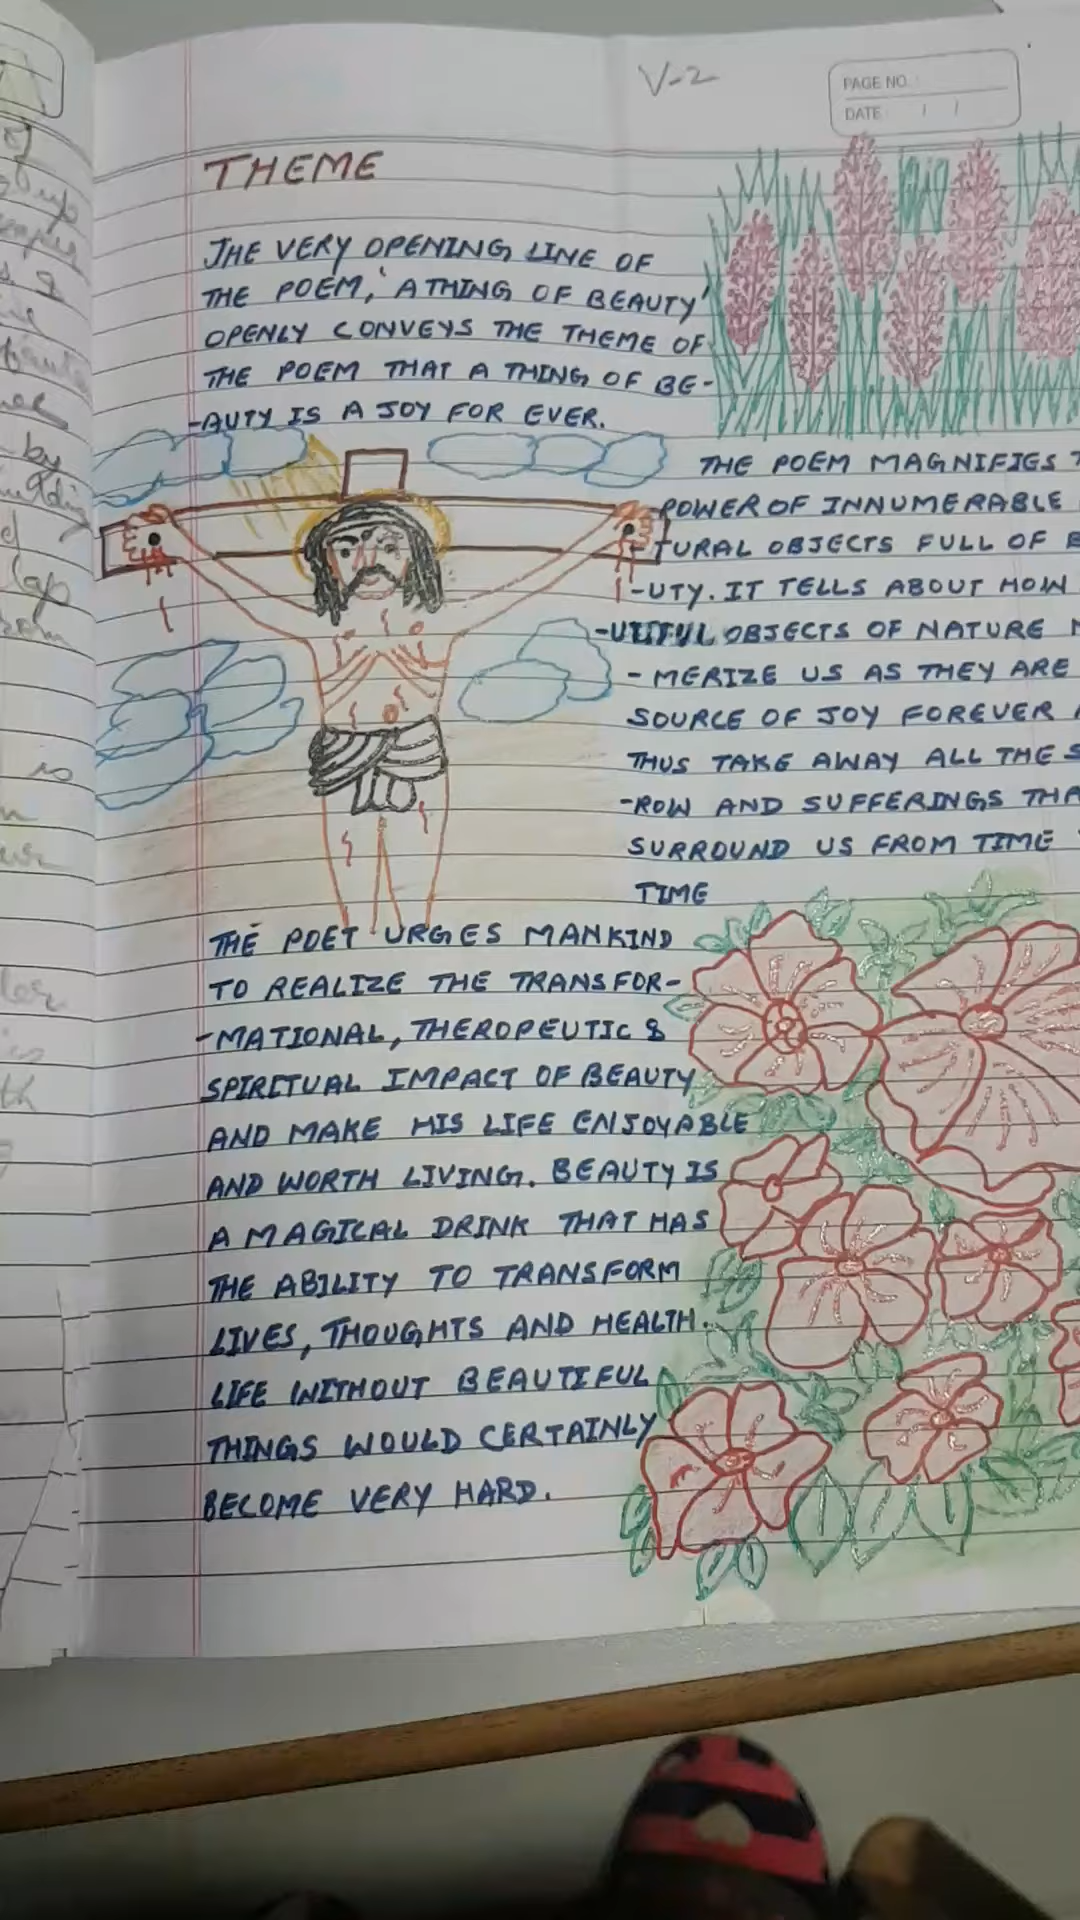 V-2
PAGE NO.
DATE / /
THEME
THE VERY OPENING LINE OF
THE POEM, 'A THING OF BEAUTY'
OPENLY CONVEYS THE THEME OF
THE POEM THAT A THING OF BE-
-AUTY IS A JOY FOR EVER.
THE POEM MAGNIFIES
POWER OF INNUMERABLE
-TURAL OBJECTS FULL OF
-UTY. IT TELLS ABOUT HOW
OBJECTS OF NATURE
-MERIZE US AS THEY ARE
SOURCE OF JOY FOREVER
THUS TAKE AWAY ALL THE
-ROW AND SUFFERINGS
SURROUND US FROM TIME
TIME
THE POET URGES MANKIND
TO REALIZE THE TRANSFOR-
-MATIONAL, THEROPEUTIC &
SPIRITUAL IMPACT OF BEAUTY
AND MAKE HIS LIFE ENJOYABLE
AND WORTH LIVING. BEAUTY IS
A MAGICAL DRINK THAT HAS
THE ABILITY TO TRANSFORM
LIVES, THOUGHTS AND HEALTH.
LIFE WITHOUT BEAUTIFUL
THINGS WOULD CERTAINLY
BECOME VERY HARD.